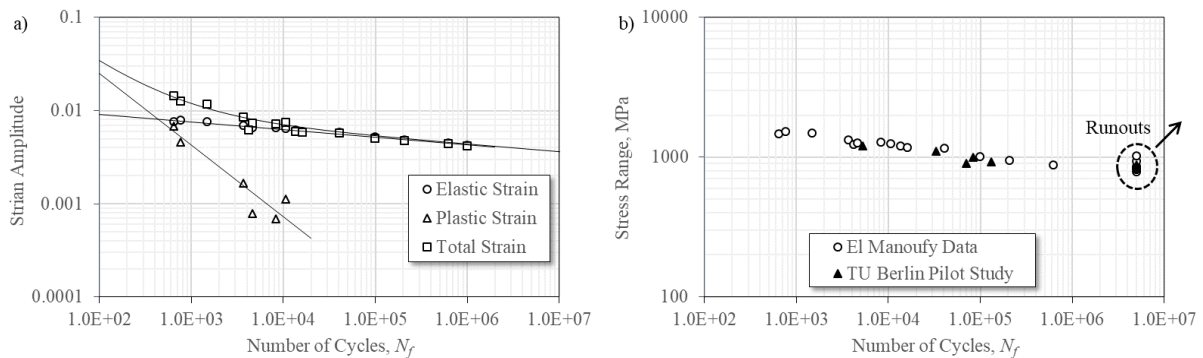 a)
Strian Amplitude
0.1
0.01
0.001
0.0001
1.0E+02 1.0E+03 1.0E+04 1.0E+05 1.0E+06 1.0E+07
Number of Cycles, Nf
Elastic Strain
Plastic Strain
Total Strain
b)
Stress Range, MPa
10000
1000
100
1.0E+02 1.0E+03 1.0E+04 1.0E+05 1.0E+06 1.0E+07
Number of Cycles, Nf
Runouts
El Manoufy Data
TU Berlin Pilot Study